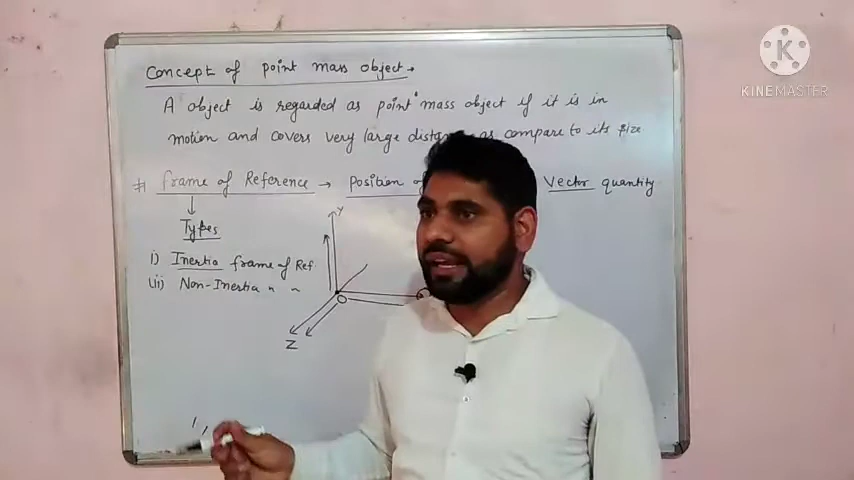 Concept of point mass object →
A object is regarded as point mass object if it is in
motion and covers very large distance as compare to its size
# Frame of Reference → Position of Vector quantity
Types
i) Inertia frame of Ref.
(ii) Non-Inertia " "
Y
O
Z
K
KINEMASTER